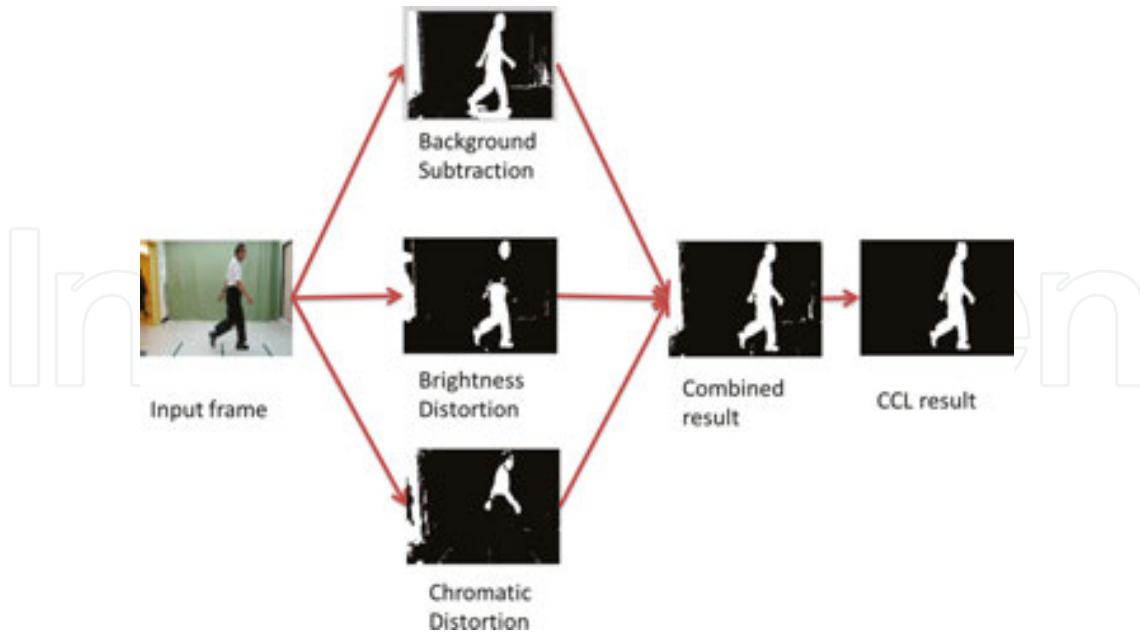 Background
Subtraction
Input frame
Brightness
Distortion
Combined
result
CCL result
Chromatic
Distortion